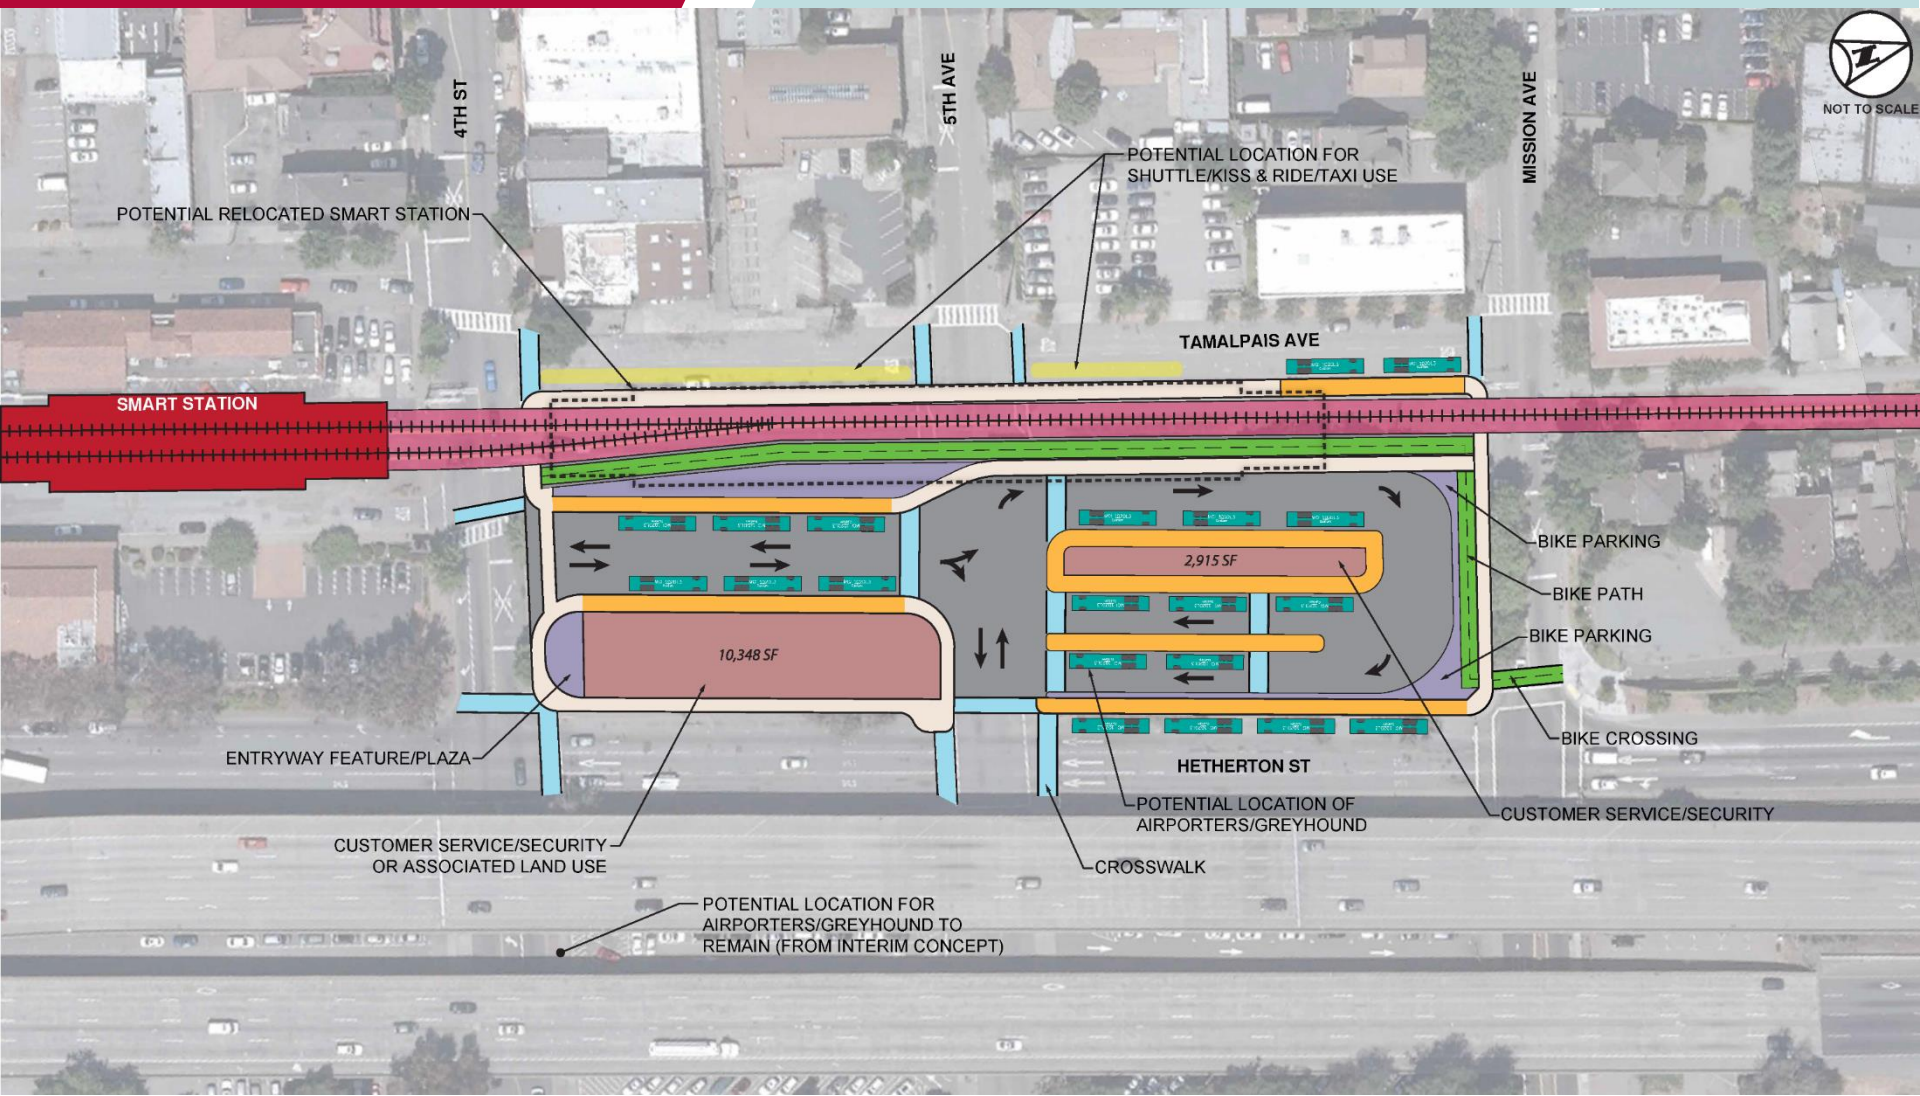 4TH ST
5TH AVE
MISSION AVE
NOT TO SCALE
POTENTIAL LOCATION FOR
SHUTTLE/KISS & RIDE/TAXI USE
POTENTIAL RELOCATED SMART STATION
TAMALPAIS AVE
SMART STATION
2,915 SF
BIKE PARKING
BIKE PATH
BIKE PARKING
10,348 SF
BIKE CROSSING
ENTRYWAY FEATURE/PLAZA
HETHERTON ST
POTENTIAL LOCATION OF
AIRPORTERS/GREYHOUND
CUSTOMER SERVICE/SECURITY
CUSTOMER SERVICE/SECURITY
OR ASSOCIATED LAND USE
CROSSWALK
POTENTIAL LOCATION FOR
AIRPORTERS/GREYHOUND TO
REMAIN (FROM INTERIM CONCEPT)